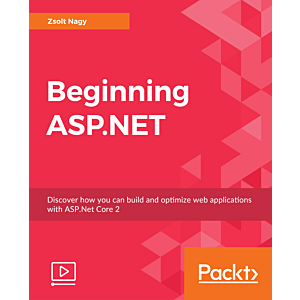 Zsolt Nagy
Beginning
ASP.NET
Discover how you can build and optimize web applications
with ASP.Net Core 2
Packt>